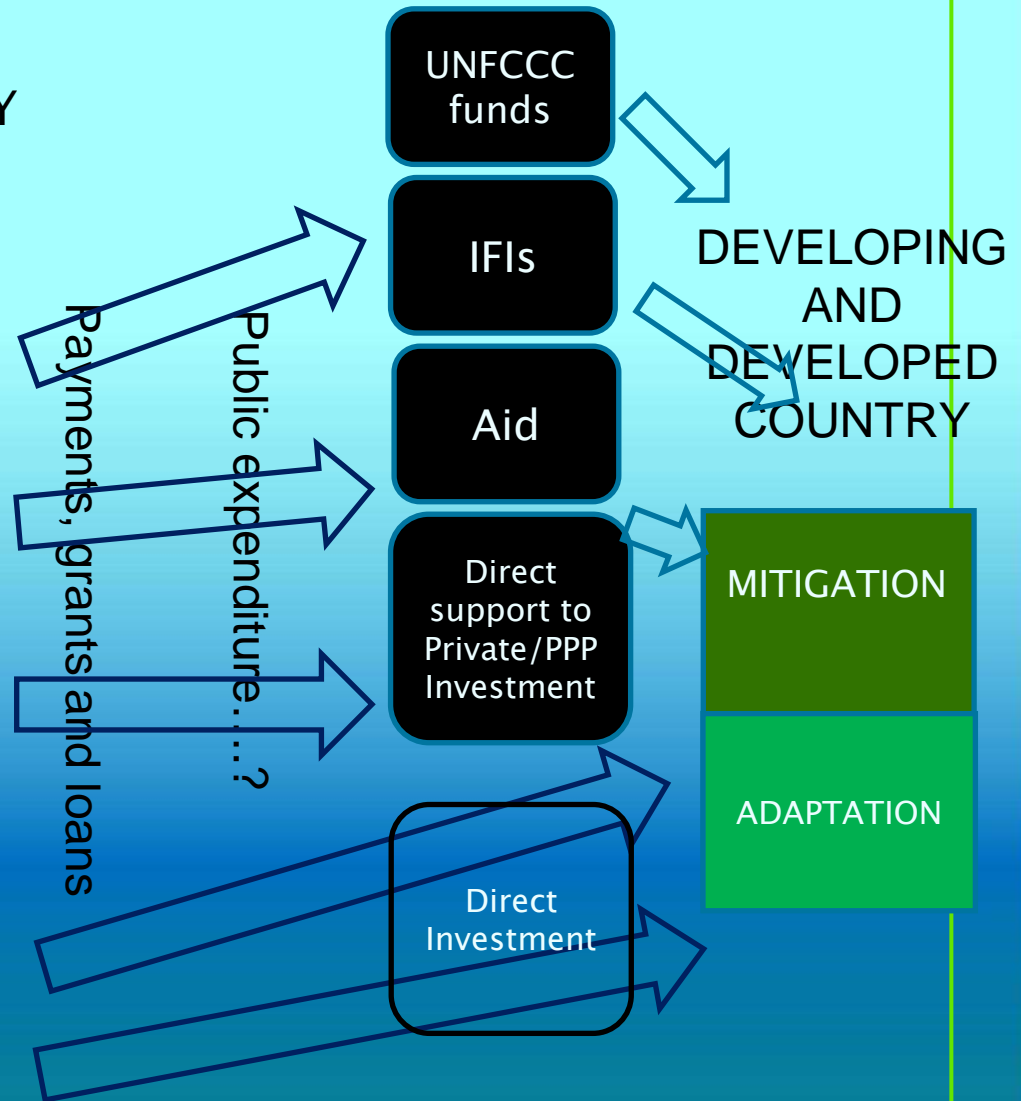 Y
UNFCCC
funds
IFIs
Aid
Direct
support to
Private/PPP
Investment
Direct
Investment
Payments, grants and loans
Public expenditure.....?
DEVELOPING
AND
DEVELOPED
COUNTRY
MITIGATION
ADAPTATION